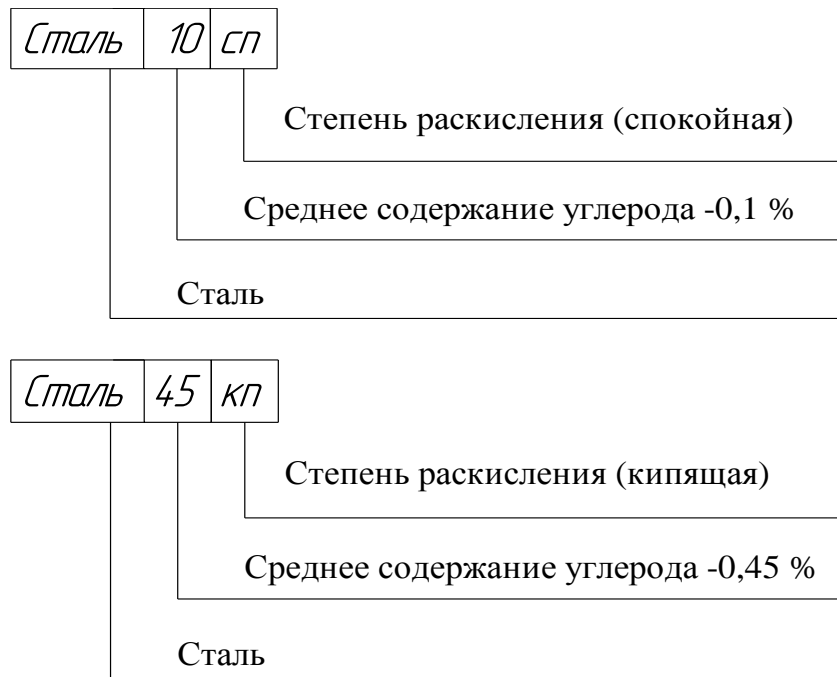 Сталь 10 сп
Степень раскисления (спокойная)
Среднее содержание углерода -0,1 %
Сталь
Сталь 45 кп
Степень раскисления (кипящая)
Среднее содержание углерода -0,45 %
Сталь